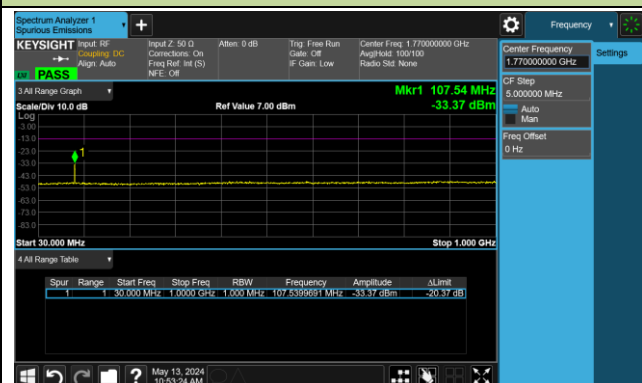 Spectrum Analyzer 1
Spurious Emissions
Frequency
KEYSIGHT
PASS
Input: RF
Coupling: DC
Align: Auto
Input Z: 50 Ω
Corrections: On
Freq Ref: Int (S)
NFE: Off
Atten: 0 dB
Trig: Free Run
Gate: Off
IF Gain: Low
Center Freq: 1.770000000 GHz
Avg|Hold: 100/100
Radio Std: None
Center Frequency
1.770000000 GHz
Settings
CF Step
5.000000 MHz
Auto
Man
Freq Offset
0 Hz
3 All Range Graph
Mkr1 107.54 MHz
Scale/Div 10.0 dB
Ref Value 7.00 dBm
-33.37 dBm
Log
-3.00
-13.0
-23.0
-33.0
-43.0
-53.0
-63.0
-73.0
-83.0
1
Start 30.000 MHz
Stop 1.000 GHz
4 All Range Table
Spur Range Start Freq Stop Freq RBW Frequency Amplitude ΔLimit
1 1 30.000 MHz 1.0000 GHz 1.000 MHz 107.5399691 MHz -33.37 dBm -20.37 dB
?
May 13, 2024
10:53:24 AM